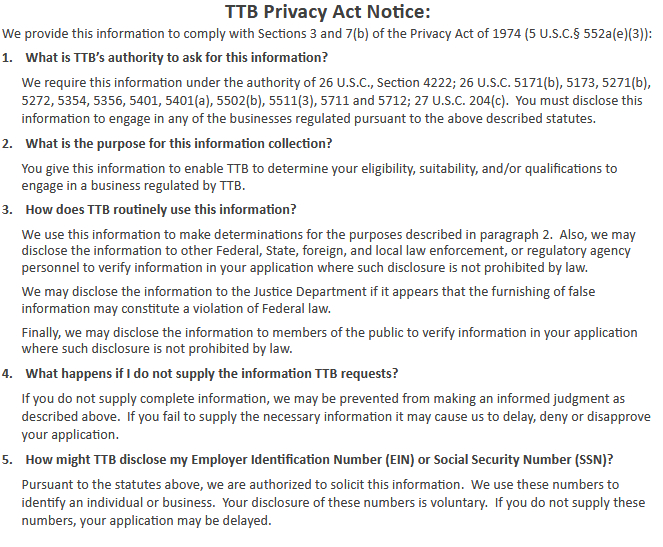 TTB Privacy Act Notice:
We provide this information to comply with Sections 3 and 7(b) of the Privacy Act of 1974 (5 U.S.C.§ 552a(e)(3)):
1. What is TTB's authority to ask for this information?
We require this information under the authority of 26 U.S.C., Section 4222; 26 U.S.C. 5171(b), 5173, 5271(b),
5272, 5354, 5356, 5401, 5401(a), 5502(b), 5511(3), 5711 and 5712; 27 U.S.C. 204(c). You must disclose this
information to engage in any of the businesses regulated pursuant to the above described statutes.
2. What is the purpose for this information collection?
You give this information to enable TTB to determine your eligibility, suitability, and/or qualifications to
engage in a business regulated by TTB.
3. How does TTB routinely use this information?
We use this information to make determinations for the purposes described in paragraph 2. Also, we may
disclose the information to other Federal, State, foreign, and local law enforcement, or regulatory agency
personnel to verify information in your application where such disclosure is not prohibited by law.
We may disclose the information to the Justice Department if it appears that the furnishing of false
information may constitute a violation of Federal law.
Finally, we may disclose the information to members of the public to verify information in your application
where such disclosure is not prohibited by law.
4. What happens if I do not supply the information TTB requests?
If you do not supply complete information, we may be prevented from making an informed judgment as
described above. If you fail to supply the necessary information it may cause us to delay, deny or disapprove
your application.
5. How might TTB disclose my Employer Identification Number (EIN) or Social Security Number (SSN)?
Pursuant to the statutes above, we are authorized to solicit this information. We use these numbers to
identify an individual or business. Your disclosure of these numbers is voluntary. If you do not supply these
numbers, your application may be delayed.